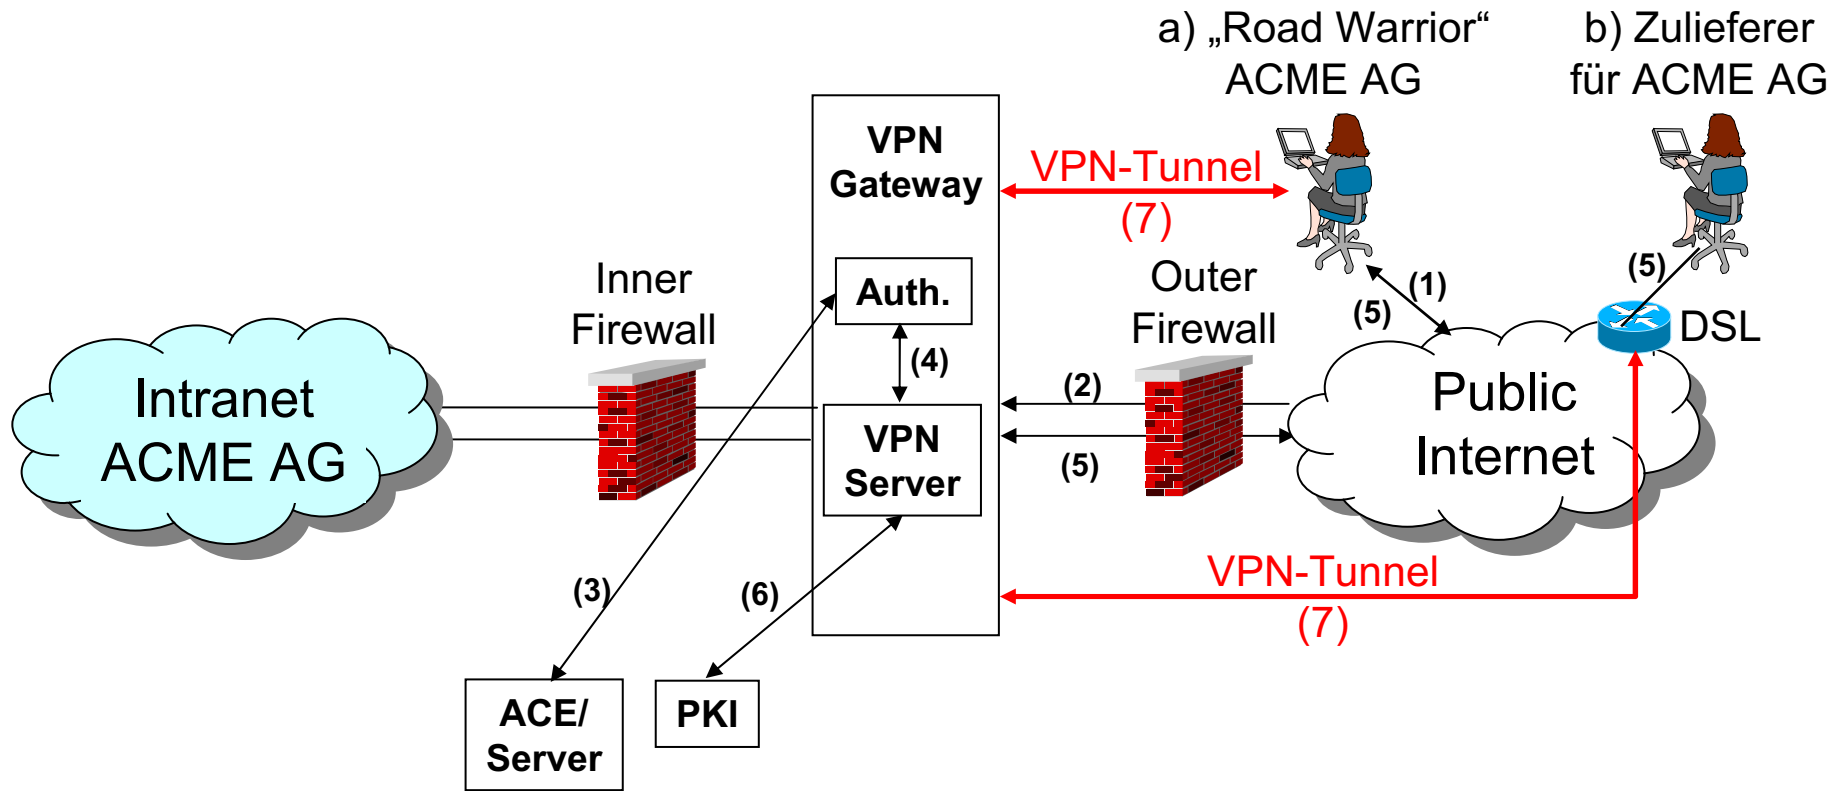 a) „Road Warrior“
ACME AG
b) Zulieferer
für ACME AG
VPN
Gateway
VPN-Tunnel
(7)
Auth.
Inner
Firewall
Outer
Firewall
(1)
(5)
(5)
DSL
(4)
(2)
(5)
Intranet
ACME AG
VPN
Server
Public
Internet
(3)
(6)
VPN-Tunnel
(7)
ACE/
Server
PKI